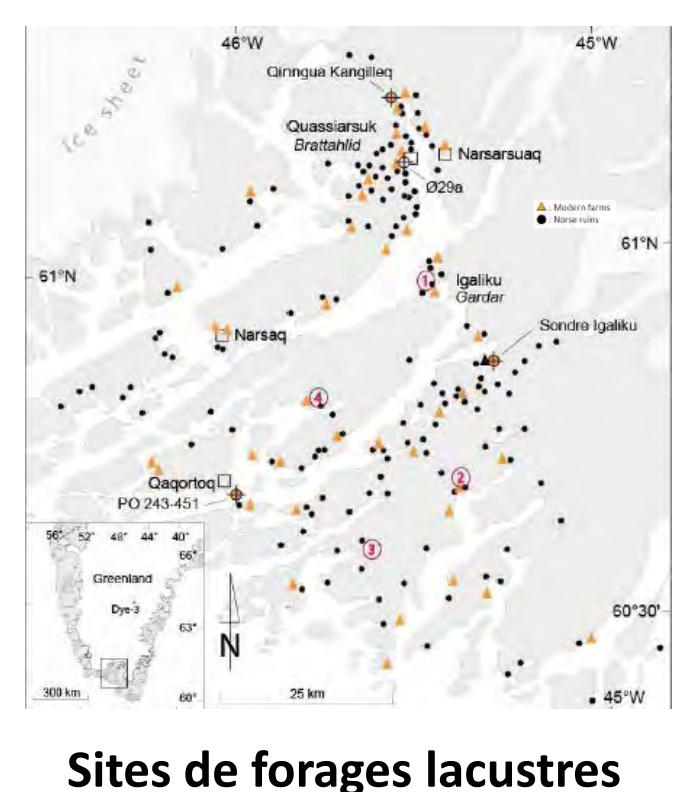 46°W
45°W
Qinngua Kangilleq
Ice sheet
Quassiarsuk
Brattahlid
Narsarsuaq
Ø29a
: Modern farms
: Norse ruins
61°N
61°N
1
Igaliku
Gardar
Sondre Igaliku
Narsaq
4
Qaqortoq
2
PO 243-451
3
56° 52° 48° 44° 40°
66°
Greenland
Dye-3
63°
60°
300 km
N
25 km
60°30'
45°W
Sites de forages lacustres